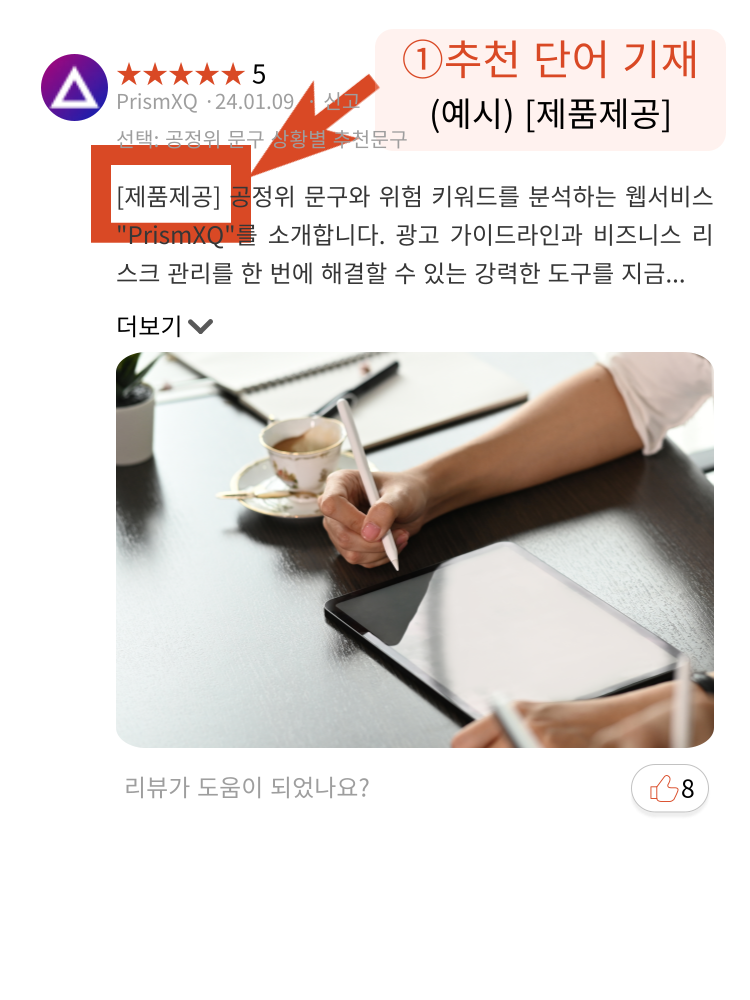 ①추천 단어 기재
(예시) [제품제공]
★★★★★ 5
PrismXQ · 24.01.09. · 신고
선택: 공정위 문구 상황별 추천문구
[제품제공] 공정위 문구와 위험 키워드를 분석하는 웹서비스
"PrismXQ"를 소개합니다. 광고 가이드라인과 비즈니스 리
스크 관리를 한 번에 해결할 수 있는 강력한 도구를 지금...
더보기
리뷰가 도움이 되었나요?
8